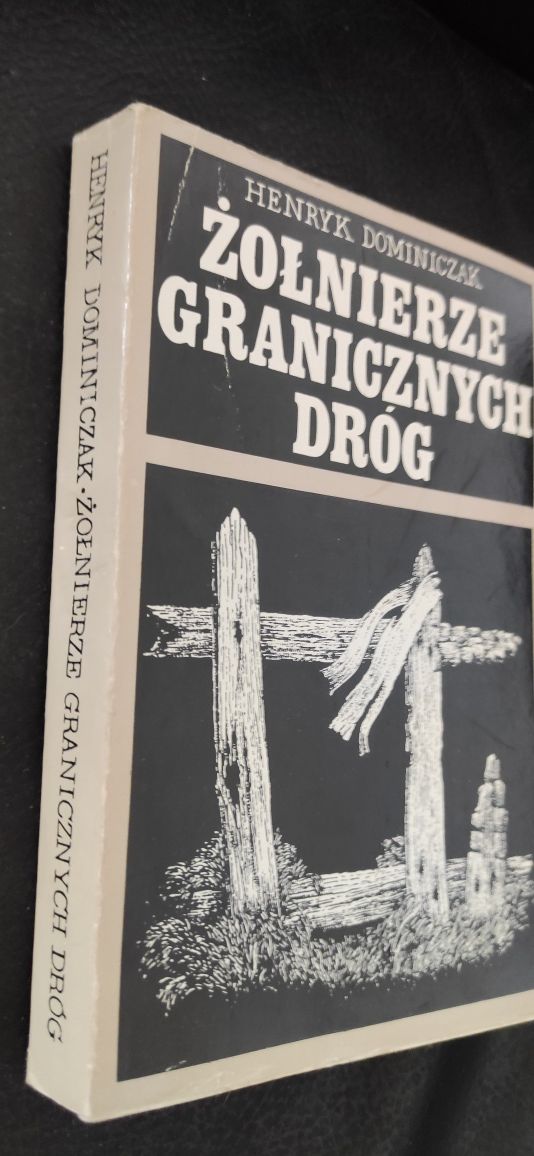 HENRYK DOMINICZAK
ŻOŁNIERZE
GRANICZNYCH
DRÓG
HENRYK DOMINICZAK • ŻOŁNIERZE GRANICZNYCH DRÓG